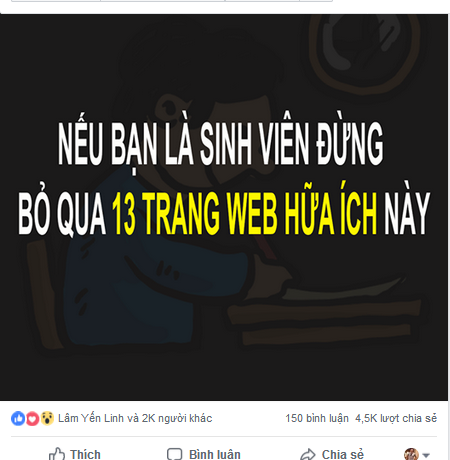 NẾU BẠN LÀ SINH VIÊN ĐỪNG
BỎ QUA 13 TRANG WEB HỮA ÍCH NÀY
Lâm Yến Linh và 2K người khác 150 bình luận 4,5K lượt chia sẻ
Thích Bình luận Chia sẻ